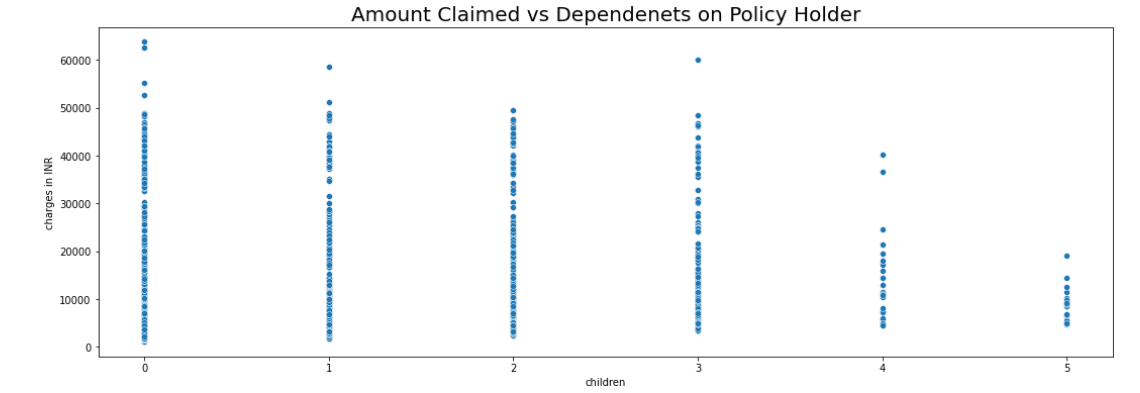 Amount Claimed vs Dependenets on Policy Holder
60000
50000
40000
30000
20000
10000
0
charges in INR
0 1 2 3 4 5
children